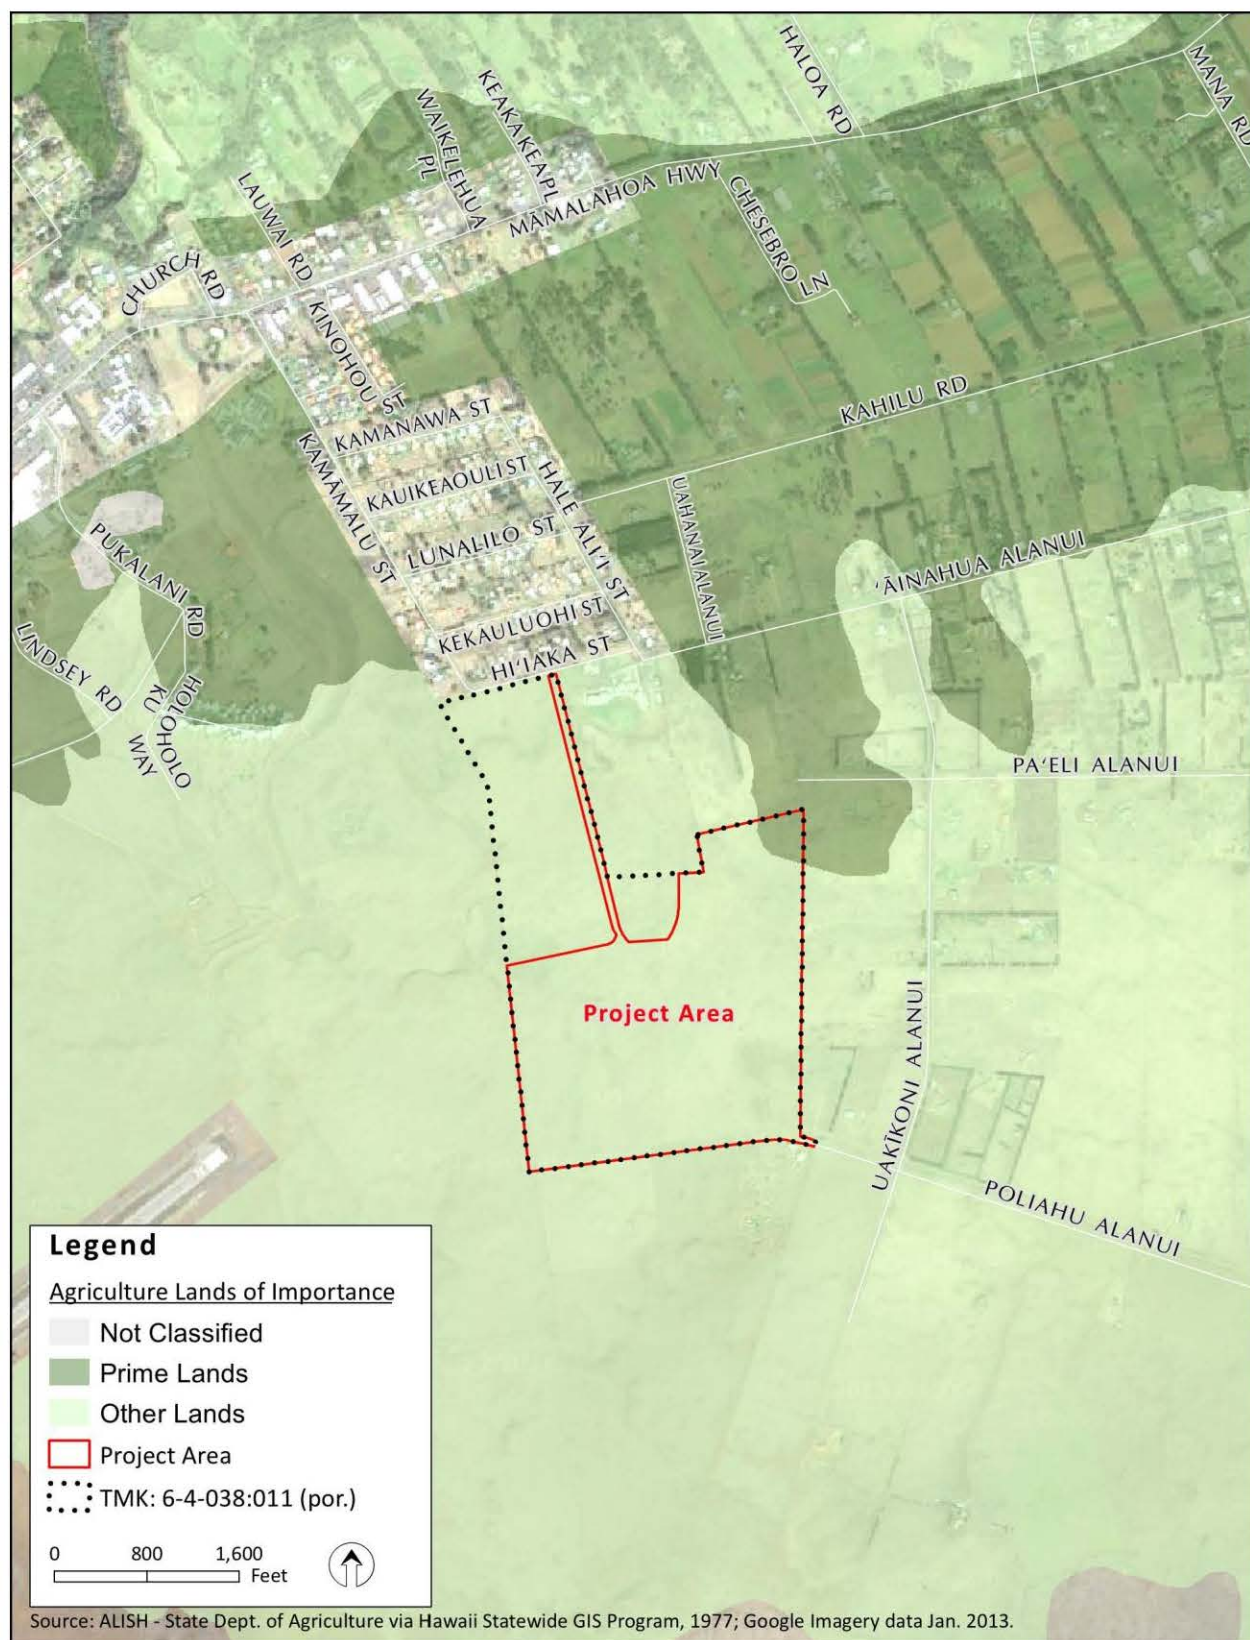 HALOA RD
MANA RD
KEAKAKEA PL
WAIKELEHUA
PL
LAUWAI RD
MĀMALAHOA HWY
CHESEBRO LN
CHURCH RD
KINOHOU ST
KAHILU RD
KAMANAWA ST
KAMĀMALU ST
KAUIKEAOULI ST
HALE ALI‘I ST
LUNALILO ST
UAHANAI ALANUI
PUKALANI RD
‘ĀINAHUA ALANUI
KEKAULUOHI ST
HI‘IAKA ST
LINDSEY RD
HOLOHOLO
KU
WAY
PA‘ELI ALANUI
Project Area
UAKĪKONI ALANUI
POLIAHU ALANUI
Legend
Agriculture Lands of Importance
Not Classified
Prime Lands
Other Lands
Project Area
TMK: 6-4-038:011 (por.)
0 800 1,600
Feet
Source: ALISH - State Dept. of Agriculture via Hawaii Statewide GIS Program, 1977; Google Imagery data Jan. 2013.